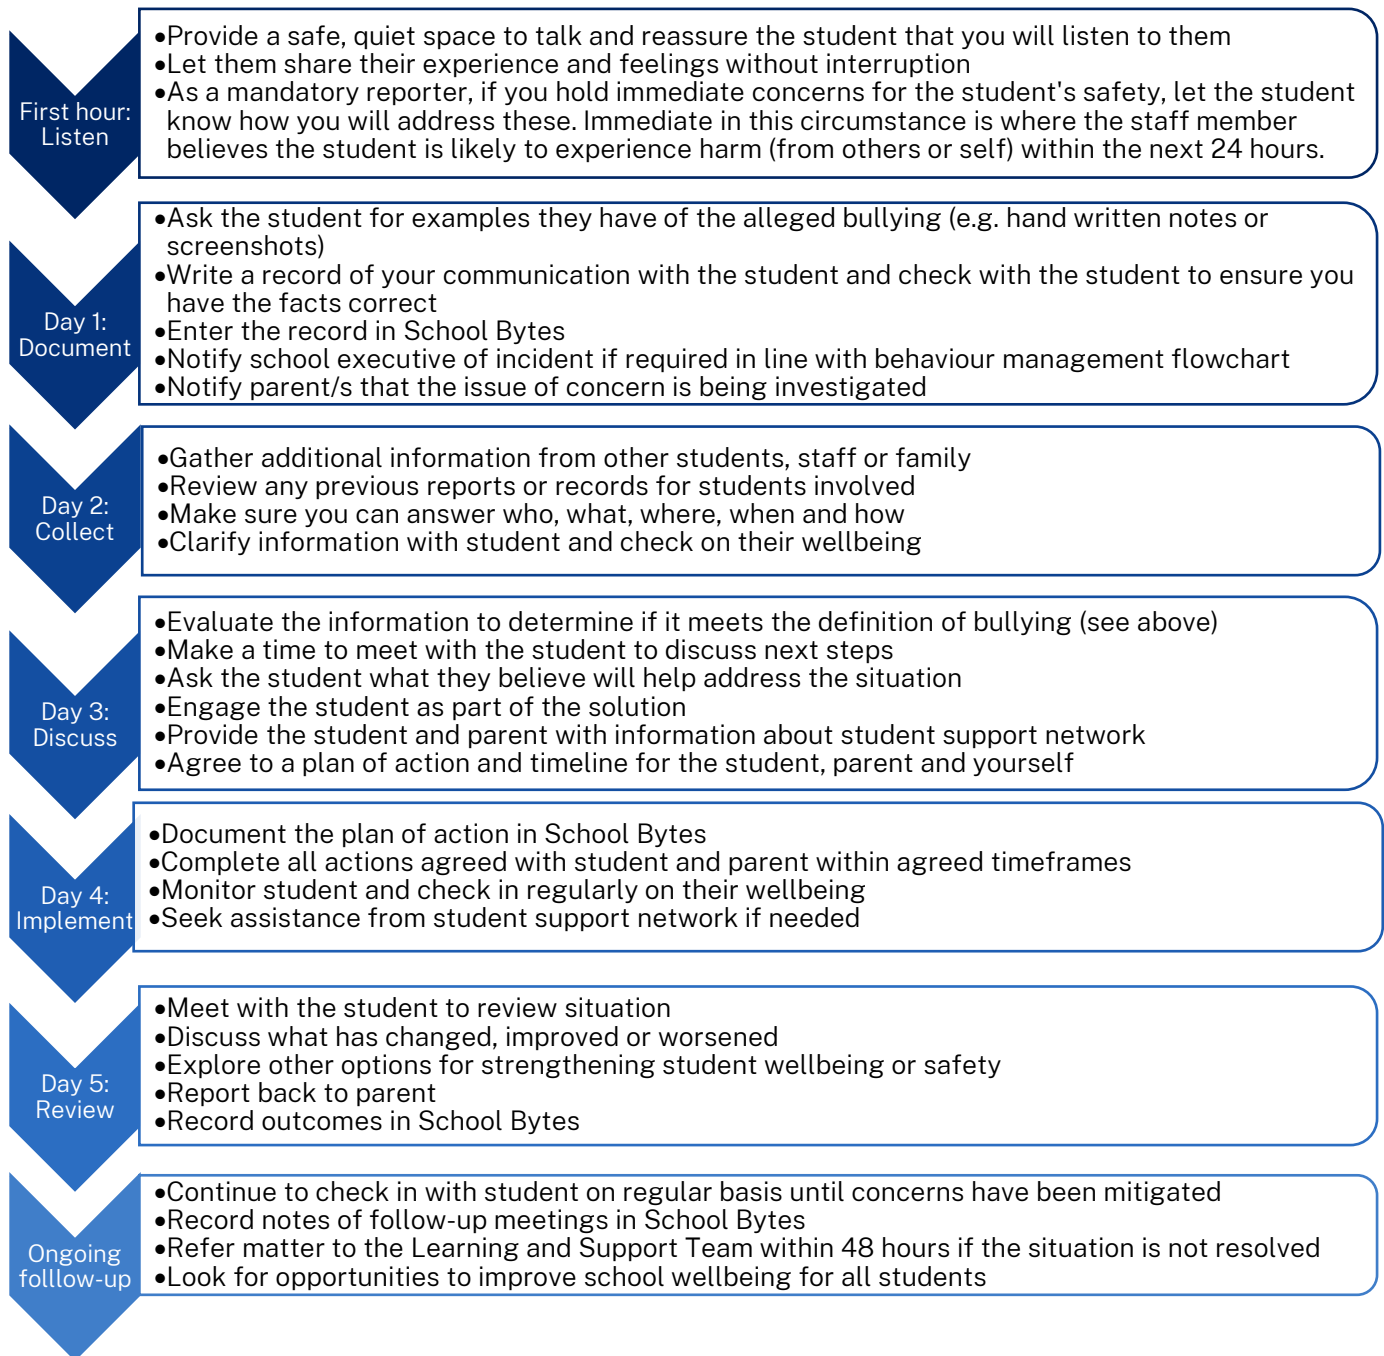 First hour:
Listen
•Provide a safe, quiet space to talk and reassure the student that you will listen to them
•Let them share their experience and feelings without interruption
•As a mandatory reporter, if you hold immediate concerns for the student's safety, let the student
know how you will address these. Immediate in this circumstance is where the staff member
believes the student is likely to experience harm (from others or self) within the next 24 hours.
Day 1:
Document
•Ask the student for examples they have of the alleged bullying (e.g. hand written notes or
screenshots)
•Write a record of your communication with the student and check with the student to ensure you
have the facts correct
•Enter the record in School Bytes
•Notify school executive of incident if required in line with behaviour management flowchart
•Notify parent/s that the issue of concern is being investigated
Day 2:
Collect
•Gather additional information from other students, staff or family
•Review any previous reports or records for students involved
•Make sure you can answer who, what, where, when and how
•Clarify information with student and check on their wellbeing
Day 3:
Discuss
•Evaluate the information to determine if it meets the definition of bullying (see above)
•Make a time to meet with the student to discuss next steps
•Ask the student what they believe will help address the situation
•Engage the student as part of the solution
•Provide the student and parent with information about student support network
•Agree to a plan of action and timeline for the student, parent and yourself
Day 4:
Implement
•Document the plan of action in School Bytes
•Complete all actions agreed with student and parent within agreed timeframes
•Monitor student and check in regularly on their wellbeing
•Seek assistance from student support network if needed
Day 5:
Review
•Meet with the student to review situation
•Discuss what has changed, improved or worsened
•Explore other options for strengthening student wellbeing or safety
•Report back to parent
•Record outcomes in School Bytes
Ongoing
folllow-up
•Continue to check in with student on regular basis until concerns have been mitigated
•Record notes of follow-up meetings in School Bytes
•Refer matter to the Learning and Support Team within 48 hours if the situation is not resolved
•Look for opportunities to improve school wellbeing for all students